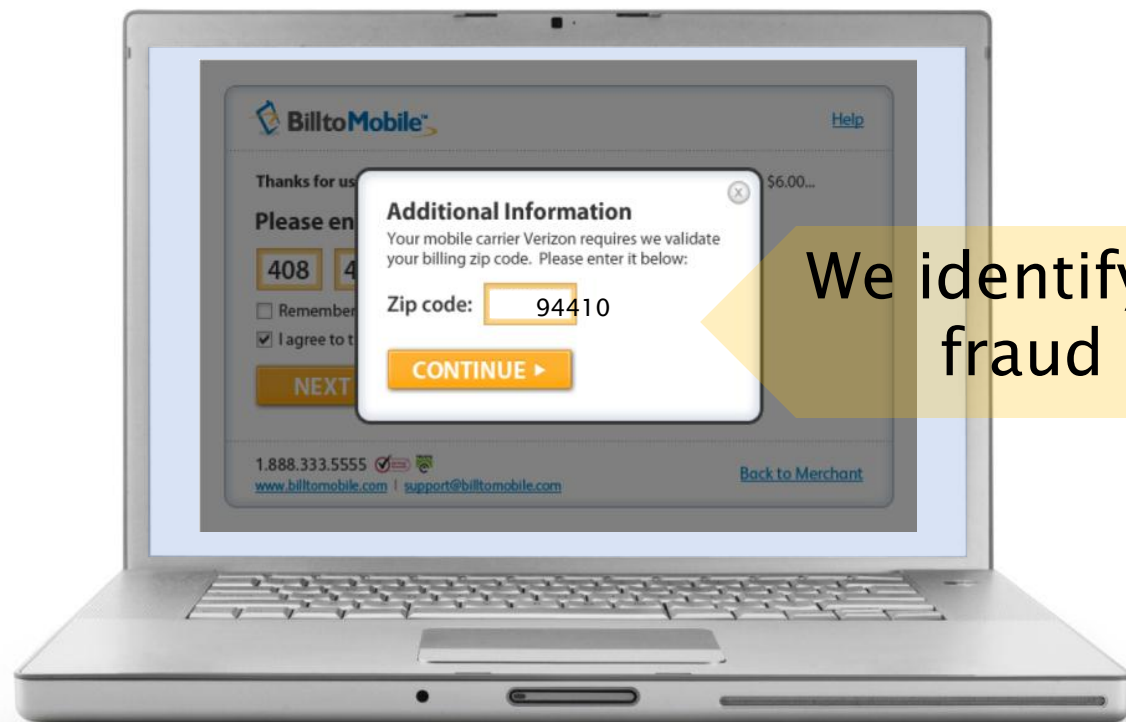 BilltoMobile™
Help
Thanks for us
$6.00...
Please en
408 4
Remember
I agree to t
NEXT
Additional Information
Your mobile carrier Verizon requires we validate
your billing zip code. Please enter it below:
Zip code: 94410
CONTINUE
We identify
fraud
1.888.333.5555
www.billtomobile.com | support@billtomobile.com
Back to Merchant